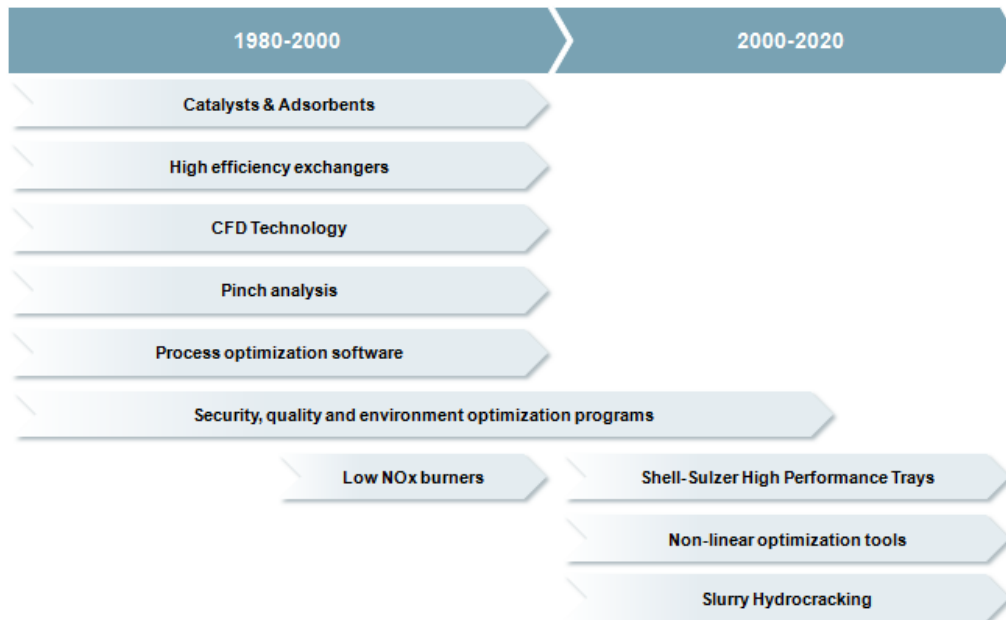 1980-2000
2000-2020
Catalysts & Adsorbents
High efficiency exchangers
CFD Technology
Pinch analysis
Process optimization software
Security, quality and environment optimization programs
Low NOx burners
Shell-Sulzer High Performance Trays
Non-linear optimization tools
Slurry Hydrocracking